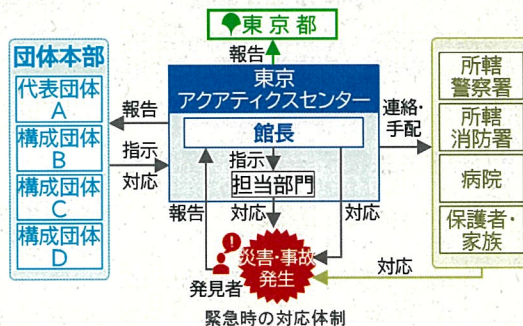 東京都
報告
団体本部
代表団体
A
構成団体
B
構成団体
C
構成団体
D
報告
指示
対応
東京
アクアティクスセンター
館長
指示
担当部門
報告
対応
対応
連絡・
手配
所轄
警察署
所轄
消防署
病院
保護者・
家族
災害・事故
発生
発見者
対応
緊急時の対応体制